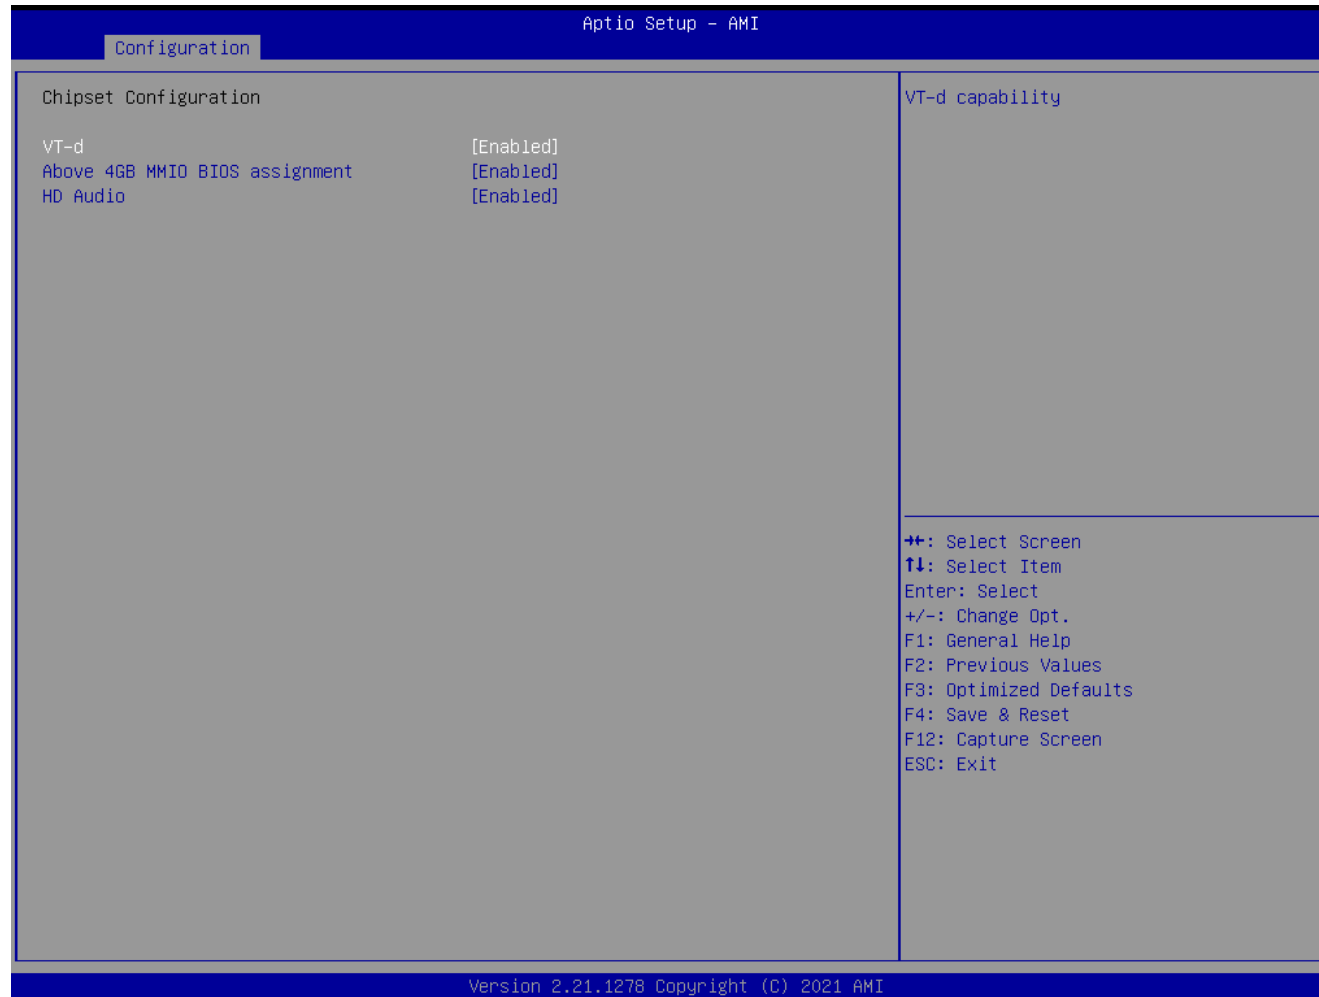 Aptio Setup – AMI
Configuration
Chipset Configuration
VT-d [Enabled]
Above 4GB MMIO BIOS assignment [Enabled]
HD Audio [Enabled]
VT-d capability
→←: Select Screen
↑↓: Select Item
Enter: Select
+/-: Change Opt.
F1: General Help
F2: Previous Values
F3: Optimized Defaults
F4: Save & Reset
F12: Capture Screen
ESC: Exit
Version 2.21.1278 Copyright (C) 2021 AMI